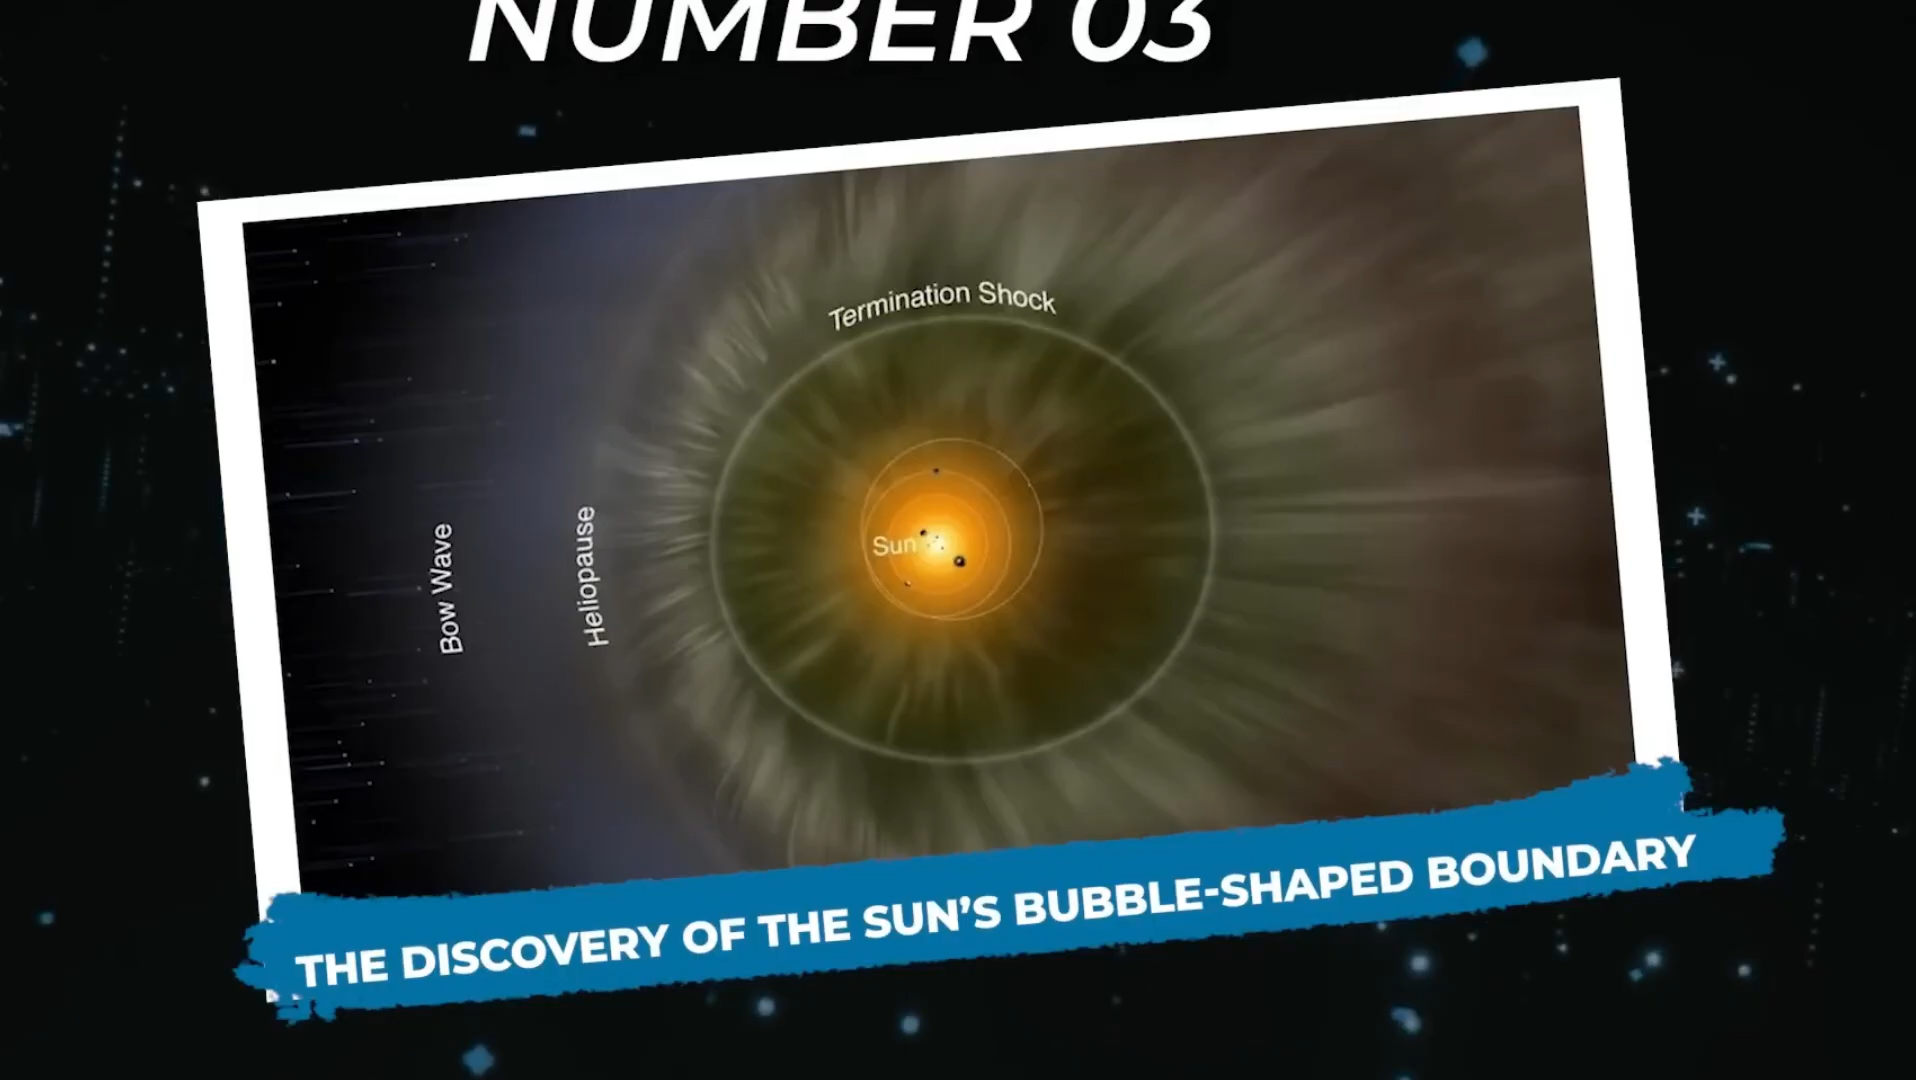 NUMBER 03
Termination Shock
Sun
Heliopause
Bow Wave
THE DISCOVERY OF THE SUN'S BUBBLE-SHAPED BOUNDARY